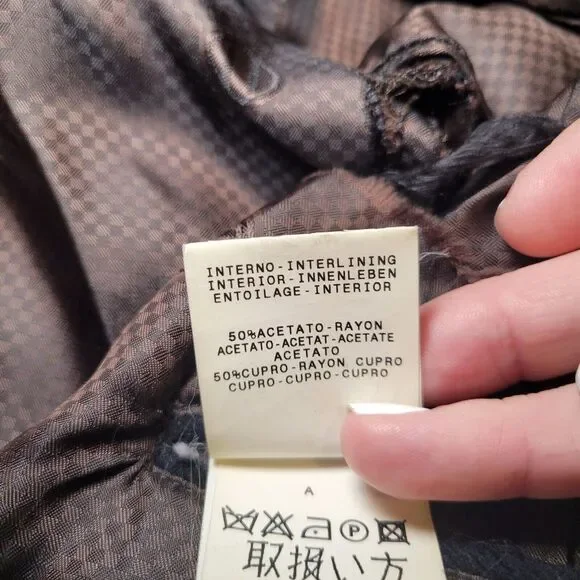 INTERNO-INTERLINING
INTERIOR-INNENLEBEN
ENTOILAGE-INTERIOR
50%ACETATO-RAYON
ACETATO-ACETAT-ACETATE
ACETATO
50%CUPRO-RAYON CUPRO
CUPRO-CUPRO-CUPRO
A
P
取扱い方